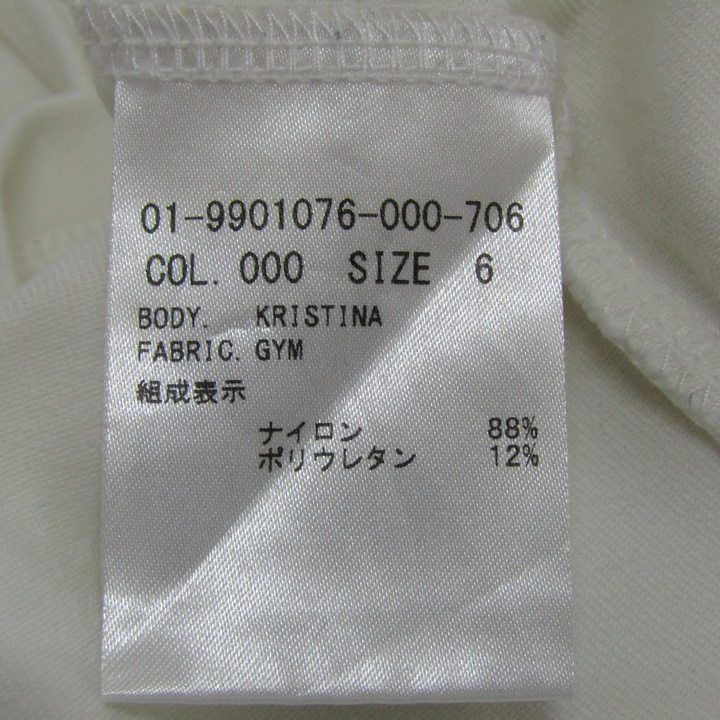 01-9901076-000-706
COL. 000 SIZE 6
BODY. KRISTINA
FABRIC. GYM
組成表示
ナイロン 88%
ポリウレタン 12%